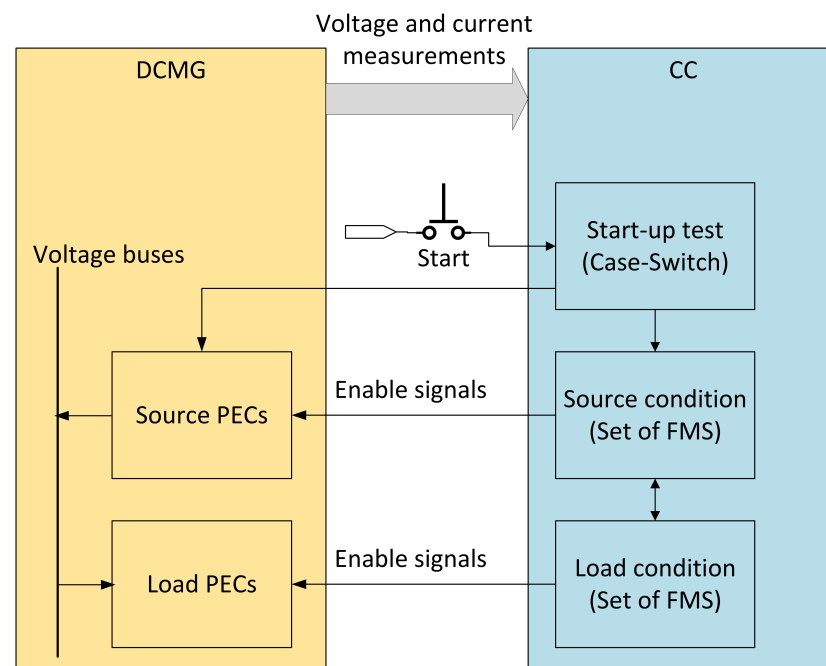 Voltage and current
measurements
DCMG
CC
Start-up test
(Case-Switch)
Start
Voltage buses
Enable signals
Source PECs
Source condition
(Set of FMS)
Enable signals
Load PECs
Load condition
(Set of FMS)